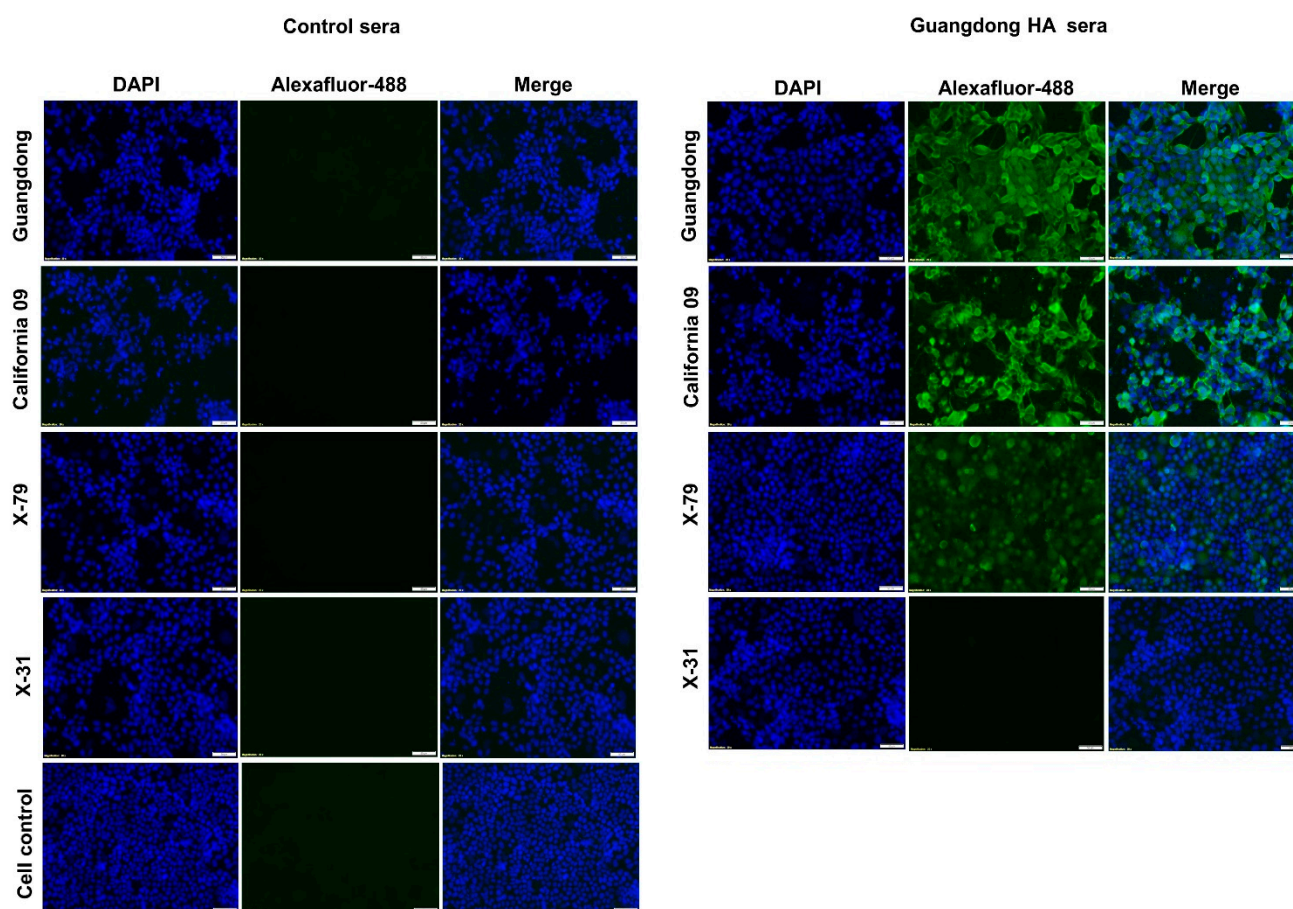 Control sera
DAPI Alexafluor-488 Merge
Guangdong
California 09
X-79
X-31
Cell control
Guangdong HA sera
DAPI Alexafluor-488 Merge
Guangdong
California 09
X-79
X-31